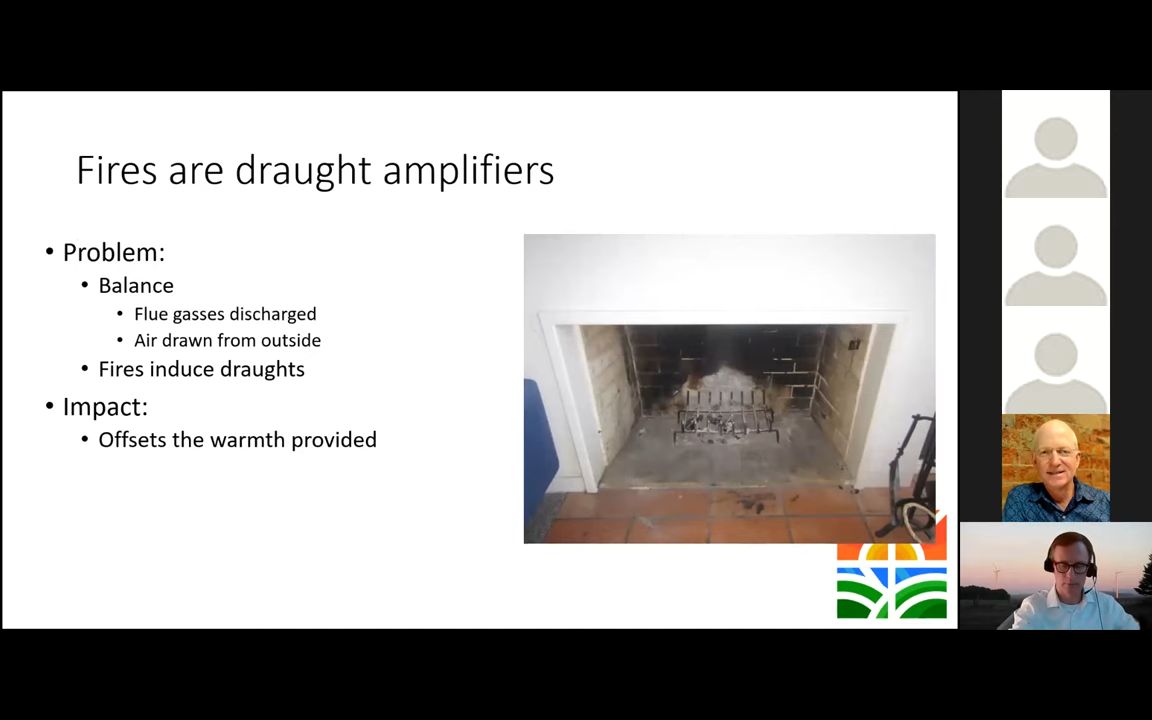 Fires are draught amplifiers
• Problem:
• Balance
• Flue gasses discharged
• Air drawn from outside
• Fires induce draughts
• Impact:
• Offsets the warmth provided